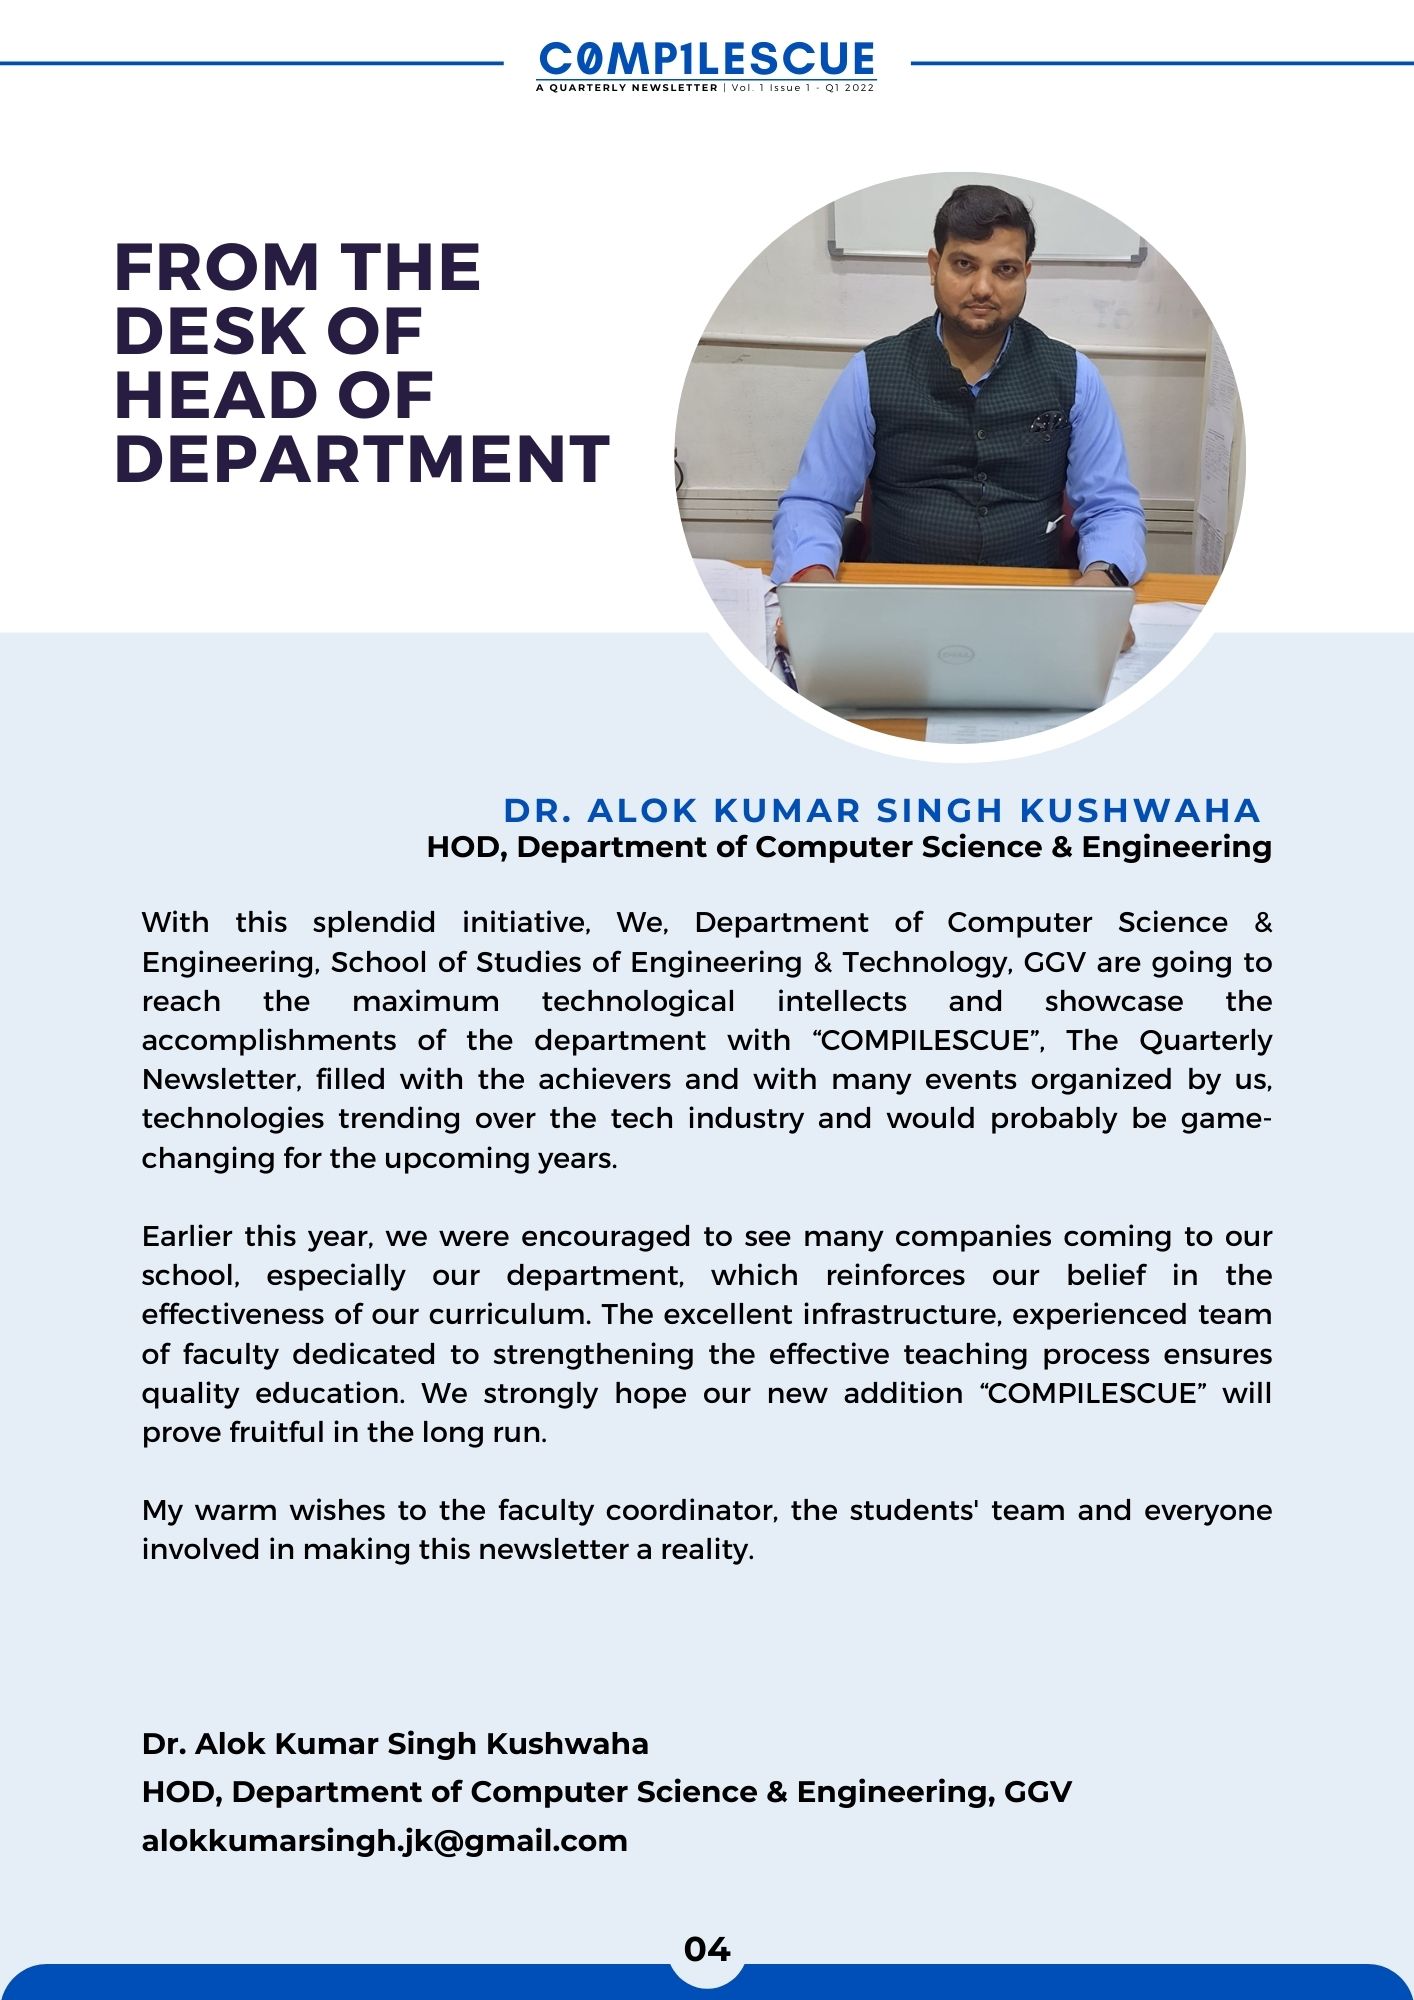 C0MP1LESCUE
A QUARTERLY NEWSLETTER | Vol. 1 Issue 1 - Q1 2022
FROM THE
DESK OF
HEAD OF
DEPARTMENT
DELL
DR. ALOK KUMAR SINGH KUSHWAHA
HOD, Department of Computer Science & Engineering
With this splendid initiative, We, Department of Computer Science &
Engineering, School of Studies of Engineering & Technology, GGV are going to
reach the maximum technological intellects and showcase the
accomplishments of the department with “COMPILESCUE”, The Quarterly
Newsletter, filled with the achievers and with many events organized by us,
technologies trending over the tech industry and would probably be game-
changing for the upcoming years.
Earlier this year, we were encouraged to see many companies coming to our
school, especially our department, which reinforces our belief in the
effectiveness of our curriculum. The excellent infrastructure, experienced team
of faculty dedicated to strengthening the effective teaching process ensures
quality education. We strongly hope our new addition “COMPILESCUE” will
prove fruitful in the long run.
My warm wishes to the faculty coordinator, the students' team and everyone
involved in making this newsletter a reality.
Dr. Alok Kumar Singh Kushwaha
HOD, Department of Computer Science & Engineering, GGV
alokkumarsingh.jk@gmail.com
04